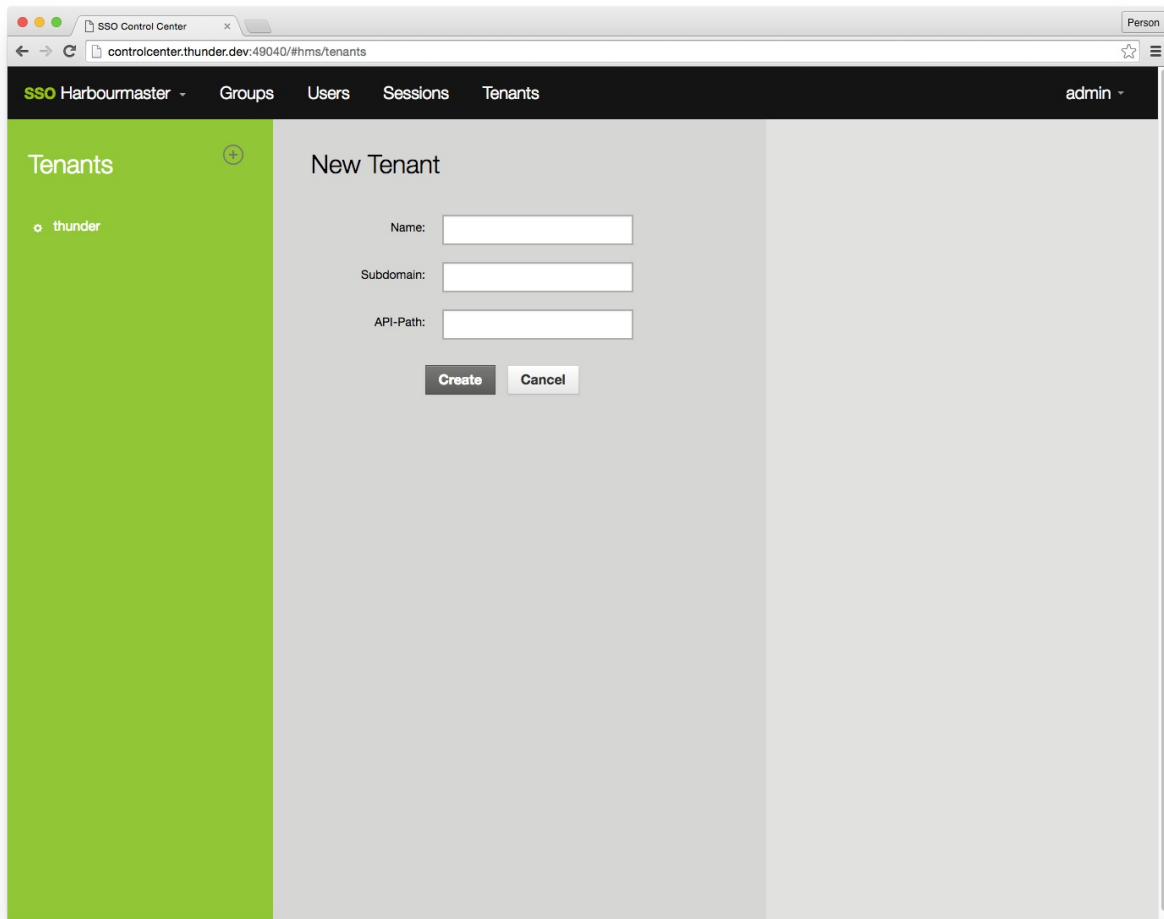 SSO Control Center
Person
controlcenter.thunder.dev:49040/#hms/tenants
SSO Harbourmaster Groups Users Sessions Tenants admin
Tenants
New Tenant
thunder
Name:
Subdomain:
API-Path:
Create Cancel